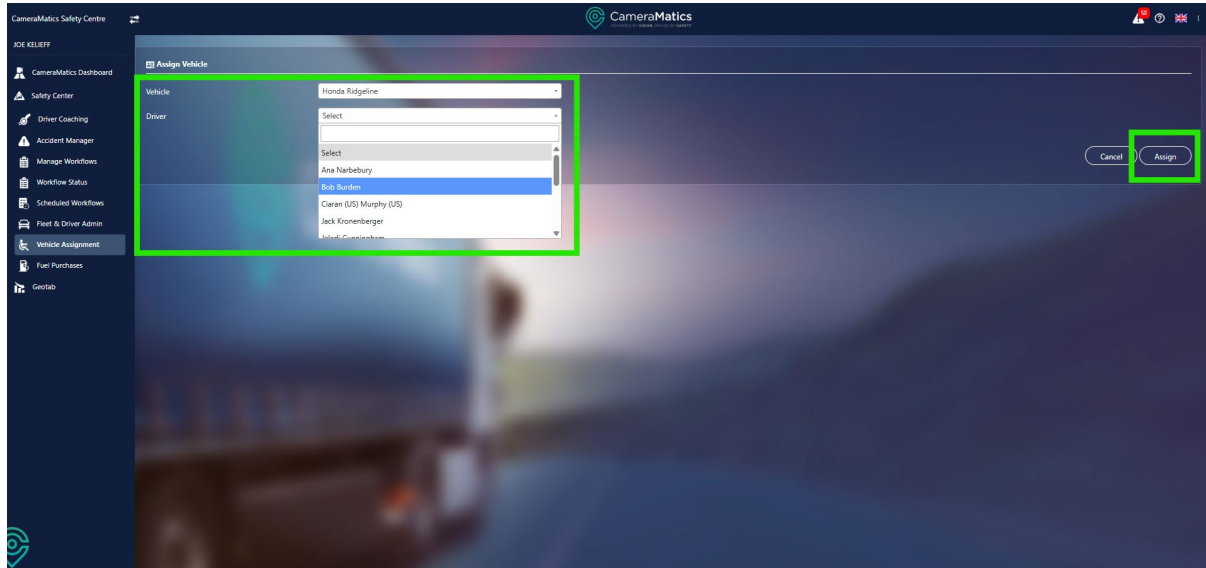 CameraMatics Safety Centre
CameraMatics
58
JOE KELIEFF
CameraMatics Dashboard
Safety Center
Driver Coaching
Accident Manager
Manage Workflows
Workflow Status
Scheduled Workflows
Fleet & Driver Admin
Vehicle Assignment
Fuel Purchases
Geotab
Assign Vehicle
Vehicle
Honda Ridgeline
Driver
Select
Select
Ana Narbebury
Bob Burden
Ciaran (US) Murphy (US)
Jack Kronenberger
Cancel
Assign